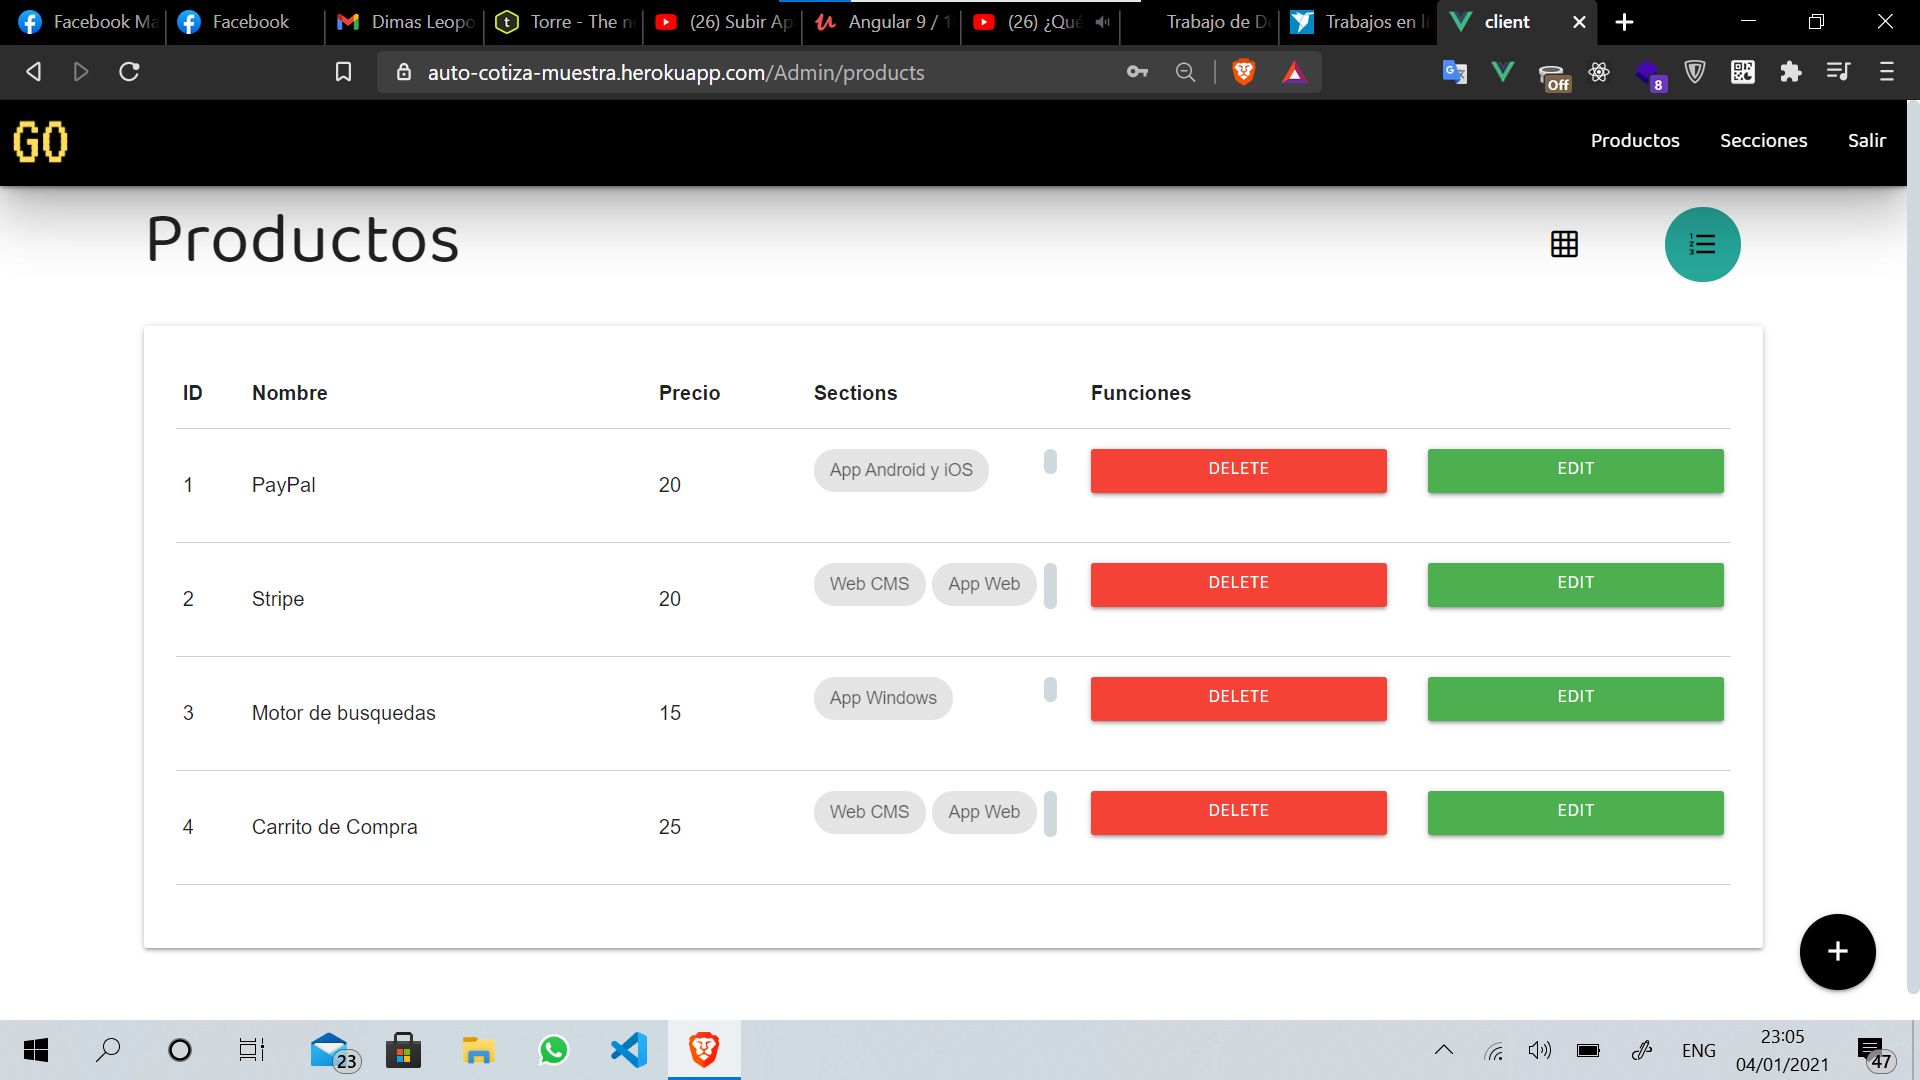 Facebook Ma
Facebook
Dimas Leopo
Torre - The n
(26) Subir Ap
Angular 9 / 1
(26) ¿Qué
Trabajo de De
Trabajos en lí
client
auto-cotiza-muestra.herokuapp.com/Admin/products
Off
8
GO
Productos
Secciones
Salir
Productos
ID Nombre Precio Sections Funciones
1 PayPal 20 App Android y iOS DELETE EDIT
2 Stripe 20 Web CMS App Web DELETE EDIT
3 Motor de busquedas 15 App Windows DELETE EDIT
4 Carrito de Compra 25 Web CMS App Web DELETE EDIT
+
23
ENG
23:05
04/01/2021
47